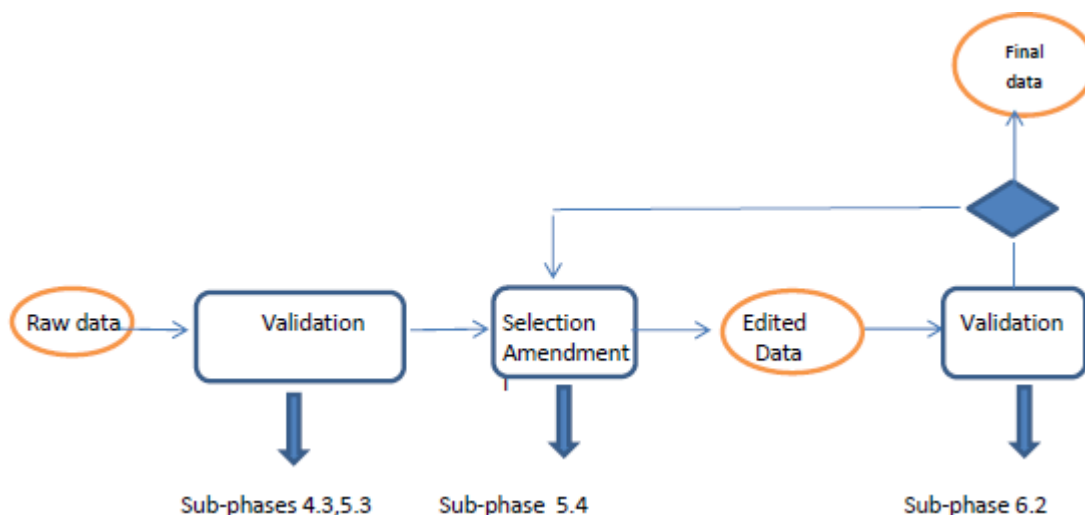 Final
data
Raw data
Validation
Selection
Amendment
Edited
Data
Validation
Sub-phases 4.3,5.3
Sub-phase 5.4
Sub-phase 6.2